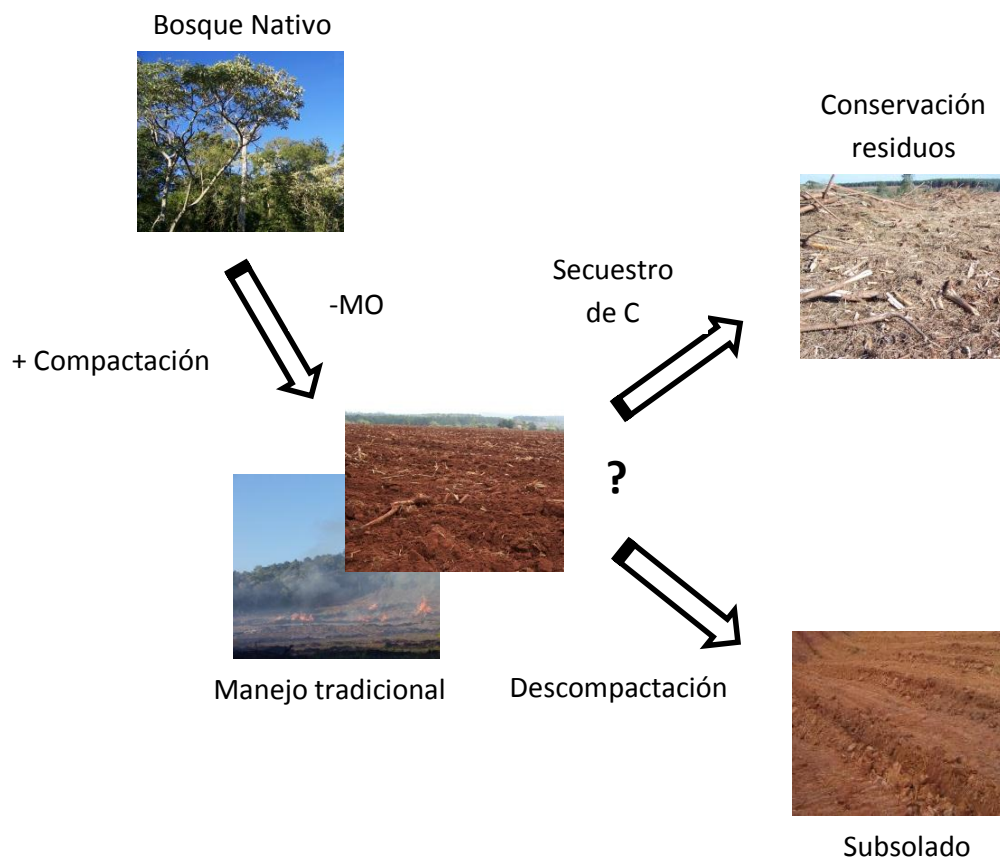 Bosque Nativo
Conservación
residuos
Secuestro
de C
-MO
+ Compactación
?
Manejo tradicional
Descompactación
Subsolado